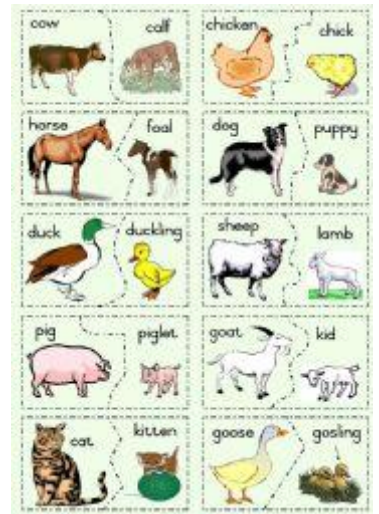 cow calf
chicken chick
horse foal
dog puppy
duck duckling
sheep lamb
pig piglet
goat kid
cat kitten
goose gosling